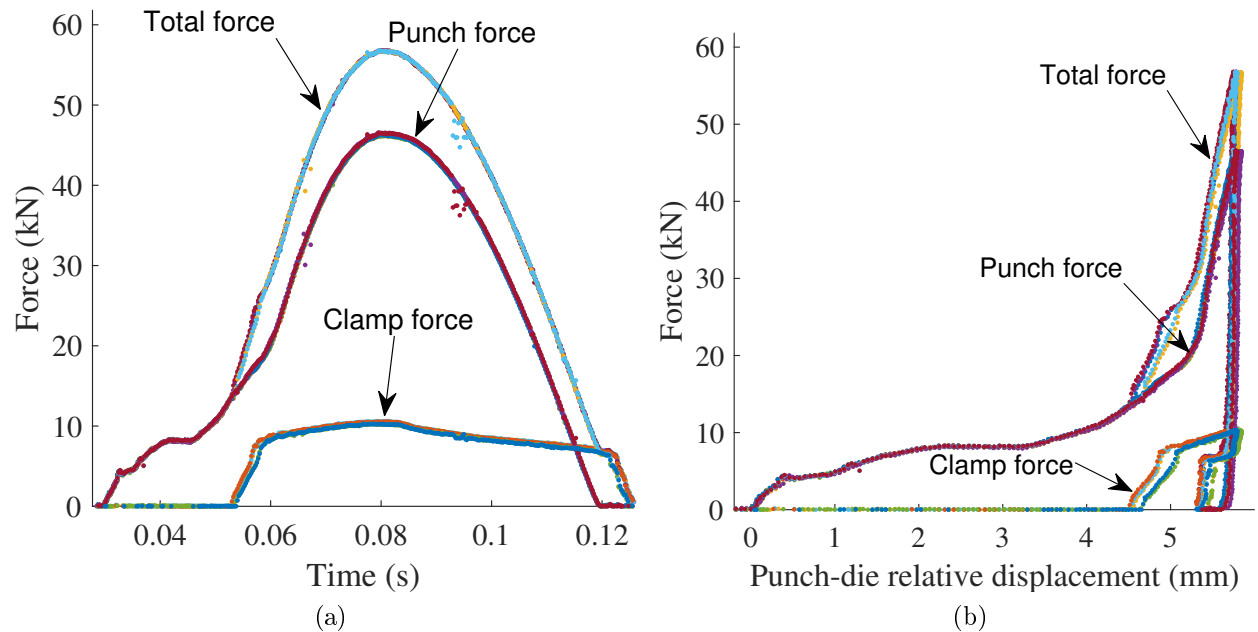 60
50
40
30
20
10
0
Force (kN)
Total force
Punch force
Clamp force
0.04 0.06 0.08 0.1 0.12
Time (s)
(a)
60
50
40
30
20
10
0
Force (kN)
Total force
Punch force
Clamp force
0 1 2 3 4 5
Punch-die relative displacement (mm)
(b)